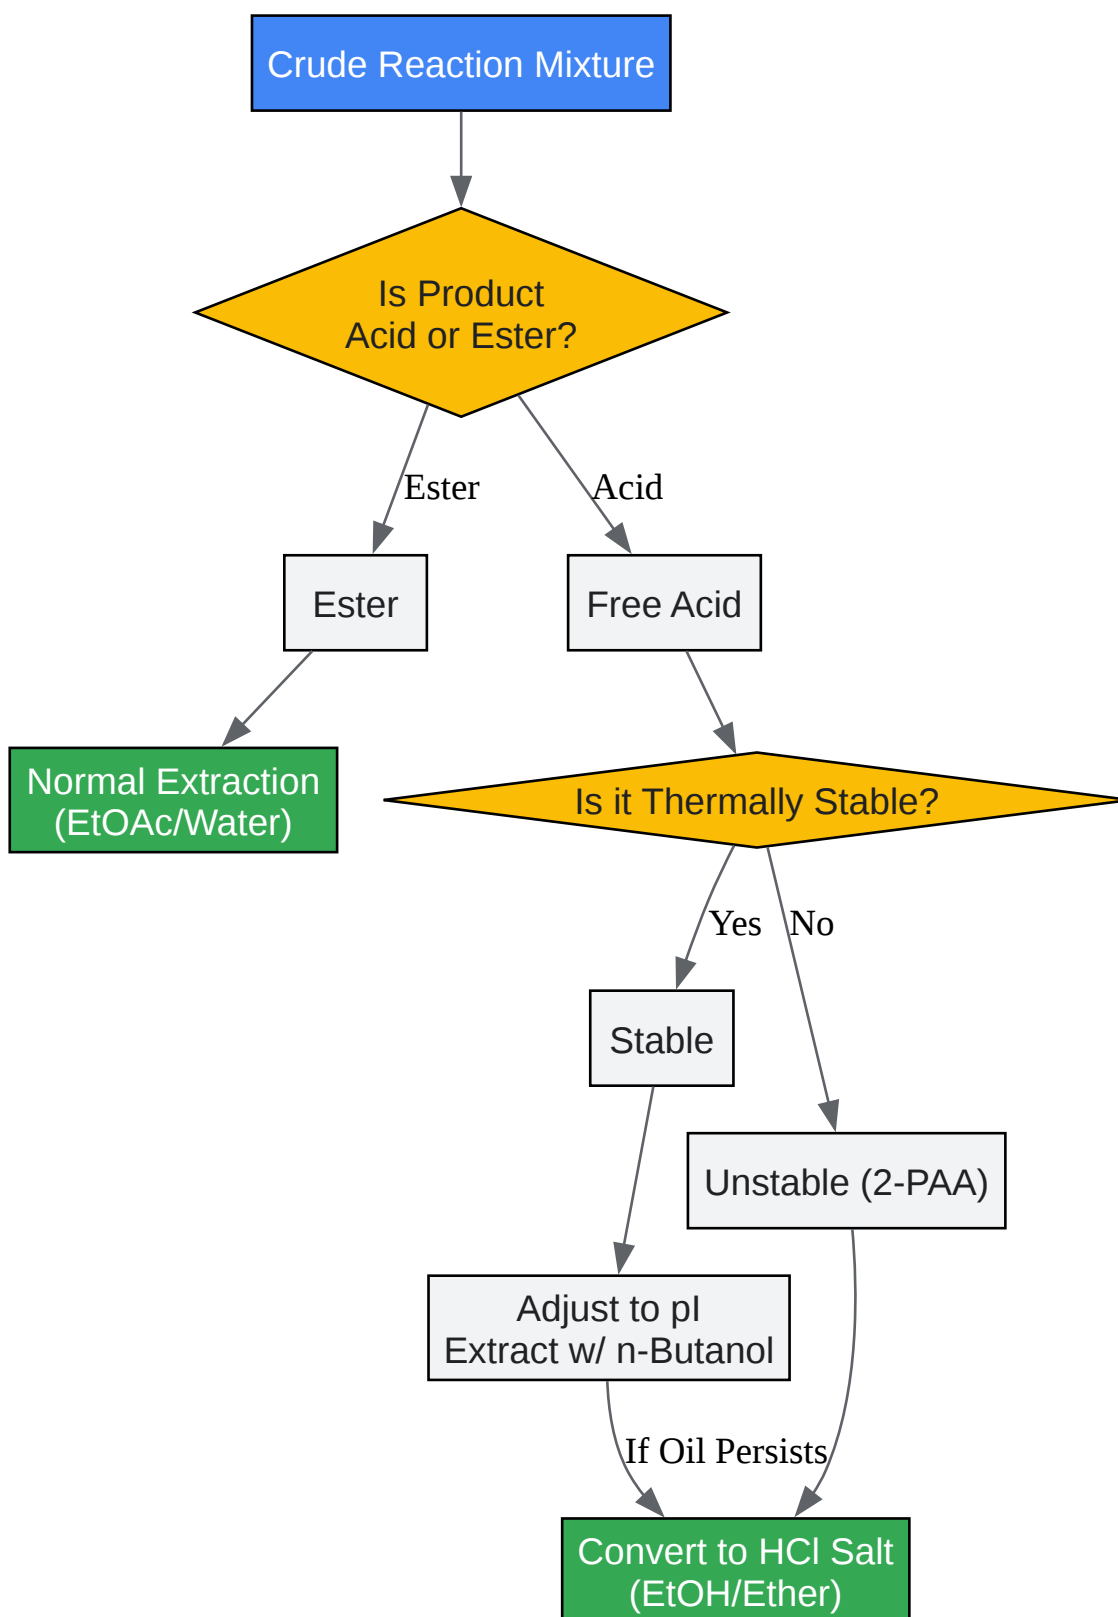 Crude Reaction Mixture
Is Product
Acid or Ester?
Ester
Acid
Ester
Free Acid
Normal Extraction
(EtOAc/Water)
Is it Thermally Stable?
Yes
No
Stable
Unstable (2-PAA)
Adjust to pI
Extract w/ n-Butanol
If Oil Persists
Convert to HCl Salt
(EtOH/Ether)